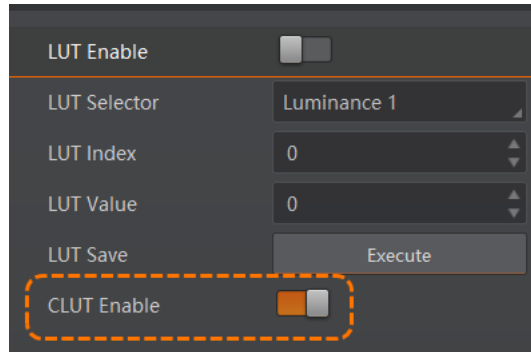 LUT Enable
LUT Selector Luminance 1
LUT Index 0
LUT Value 0
LUT Save Execute
CLUT Enable